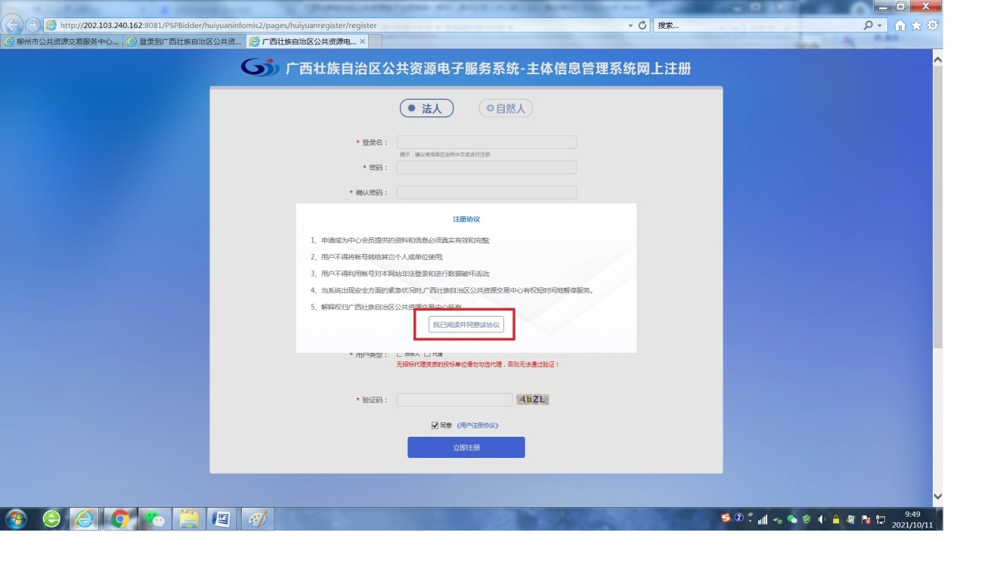 http://202.103.240.162:8081/PSPBidder/huiyuaninfomis2/pages/huiyuanregister/register
搜索...
柳州市公共资源交易服务中心...
登录到广西壮族自治区公共资...
广西壮族自治区公共资源电...
广西壮族自治区公共资源电子服务系统-主体信息管理系统网上注册
法人
自然人
* 登录名：
提示：建议使用单位全称中文名进行注册
* 密码：
* 确认密码：
注册协议
1、申请成为中心会员提供的资料和信息必须真实有效和完整;
2、用户不得将帐号转给其它个人或单位使用;
3、用户不得利用帐号对本网站非法登录和进行数据破坏活动;
4、当系统出现安全方面的紧急状况时,广西壮族自治区公共资源交易中心有权短时间地暂停服务。
5、解释权归广西壮族自治区公共资源交易中心所有
我已阅读并同意该协议
* 用户类型： 投标人 代理
无招标代理资质的投标单位请勿勾选代理，否则无法通过验证！
* 验证码：
4bZL
同意 《用户注册协议》
立即注册
9:49
2021/10/11